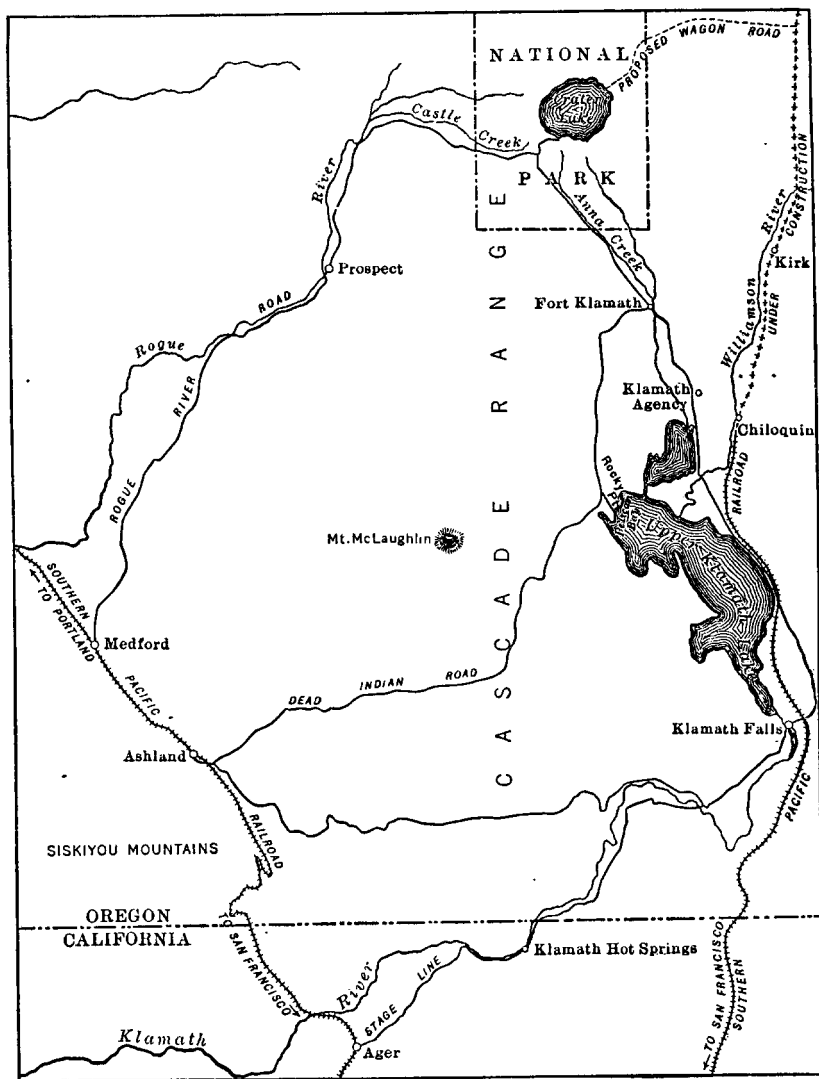 NATIONAL
PROPOSED WAGON ROAD
Crater
Lake
Castle
Creek
PARK
Anna Creek
River
Prospect
ROAD
Rogue
RIVER
ROGUE
Fort Klamath
Kirk
River
Williamson
UNDER
CONSTRUCTION
Klamath
Agency
Chiloquin
RAILROAD
Rocky Pt.
Upper Klamath Lake
Mt. McLaughlin
CASCADE RANGE
SOUTHERN
TO PORTLAND
Medford
PACIFIC
DEAD INDIAN ROAD
Ashland
Klamath Falls
PACIFIC
RAILROAD
SISKIYOU MOUNTAINS
OREGON
CALIFORNIA
TO SAN FRANCISCO
Klamath Hot Springs
River
STAGE LINE
Klamath
Ager
TO SAN FRANCISCO
SOUTHERN